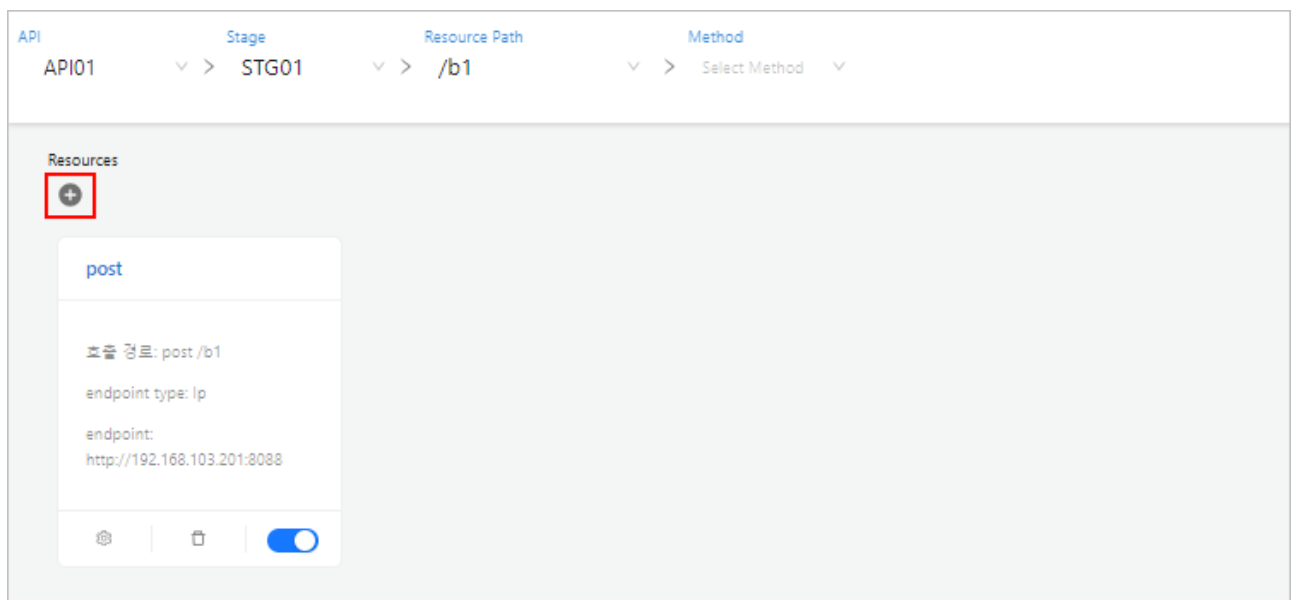 API Stage Resource Path Method
API01 > STG01 > /b1 > Select Method
Resources
post
호출 경로: post /b1
endpoint type: Ip
endpoint:
http://192.168.103.201:8088